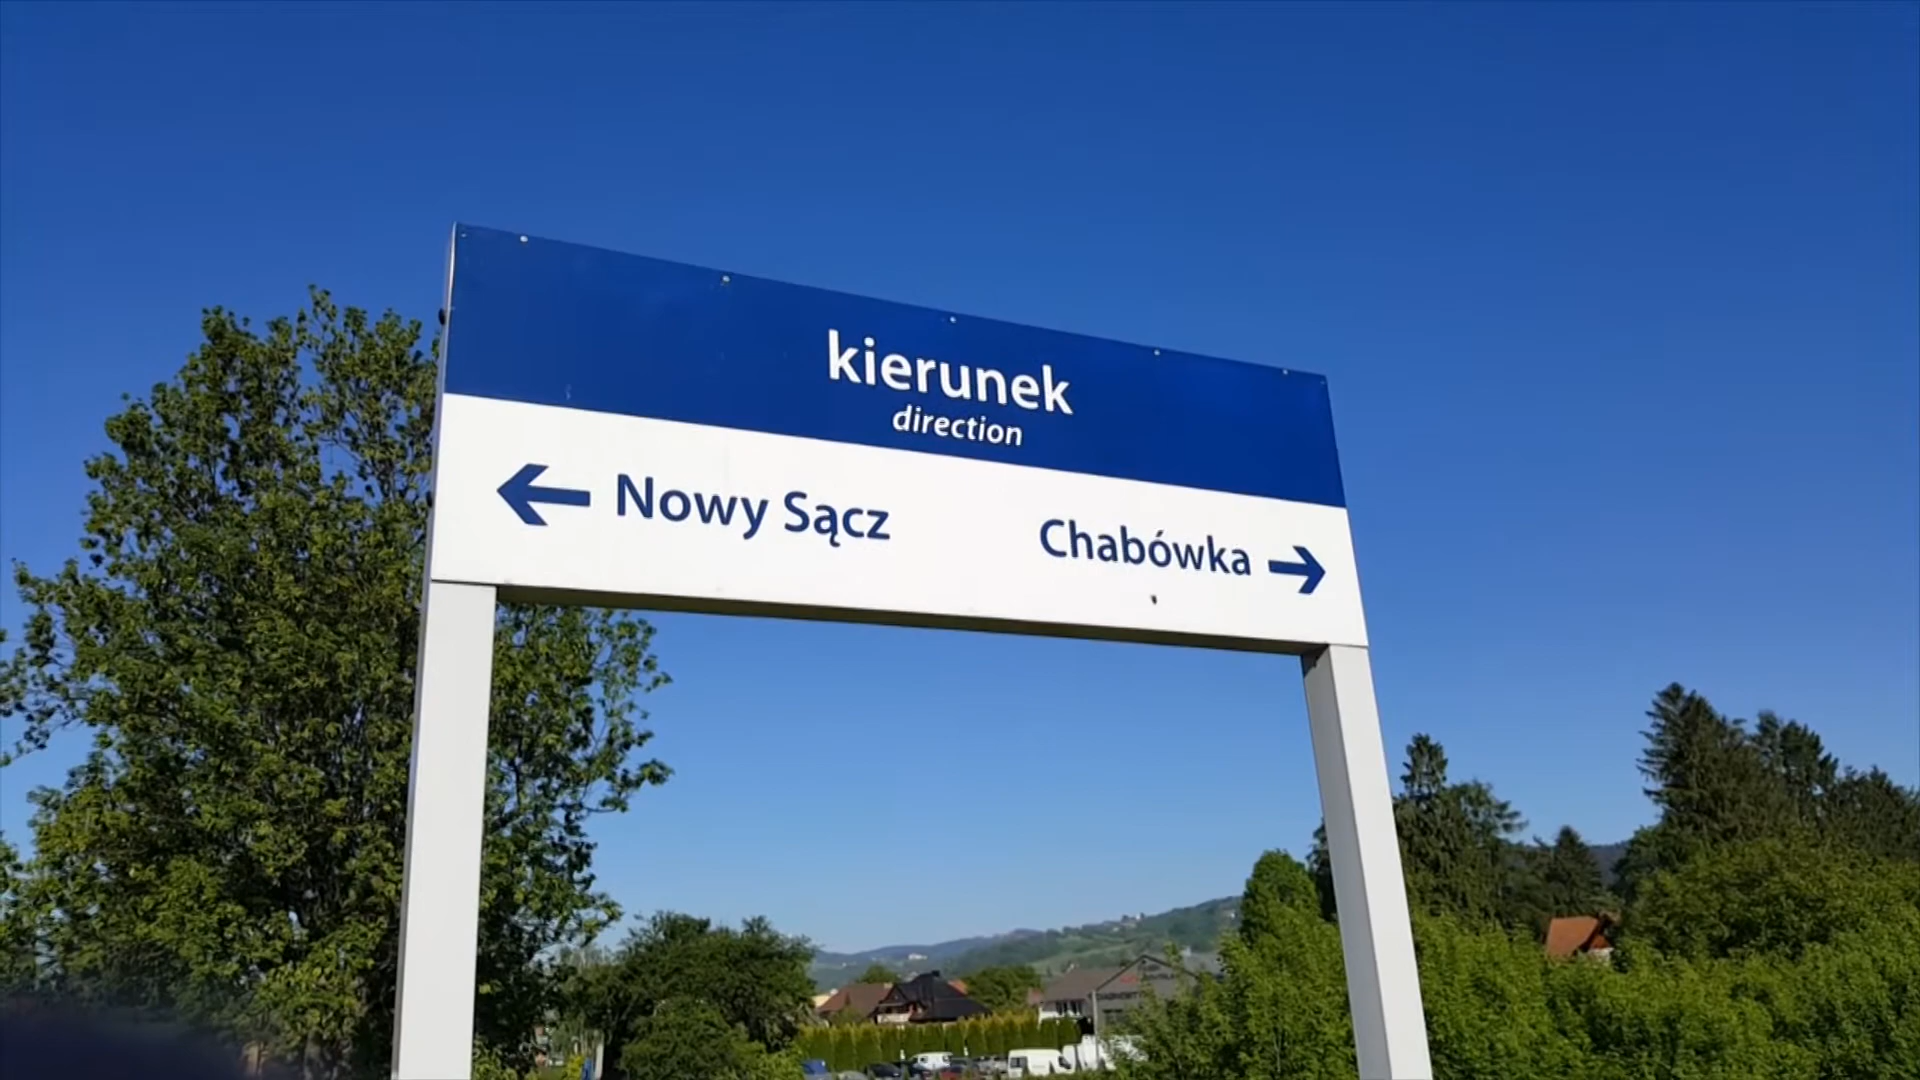 kierunek
direction
← Nowy Sącz
Chabówka →